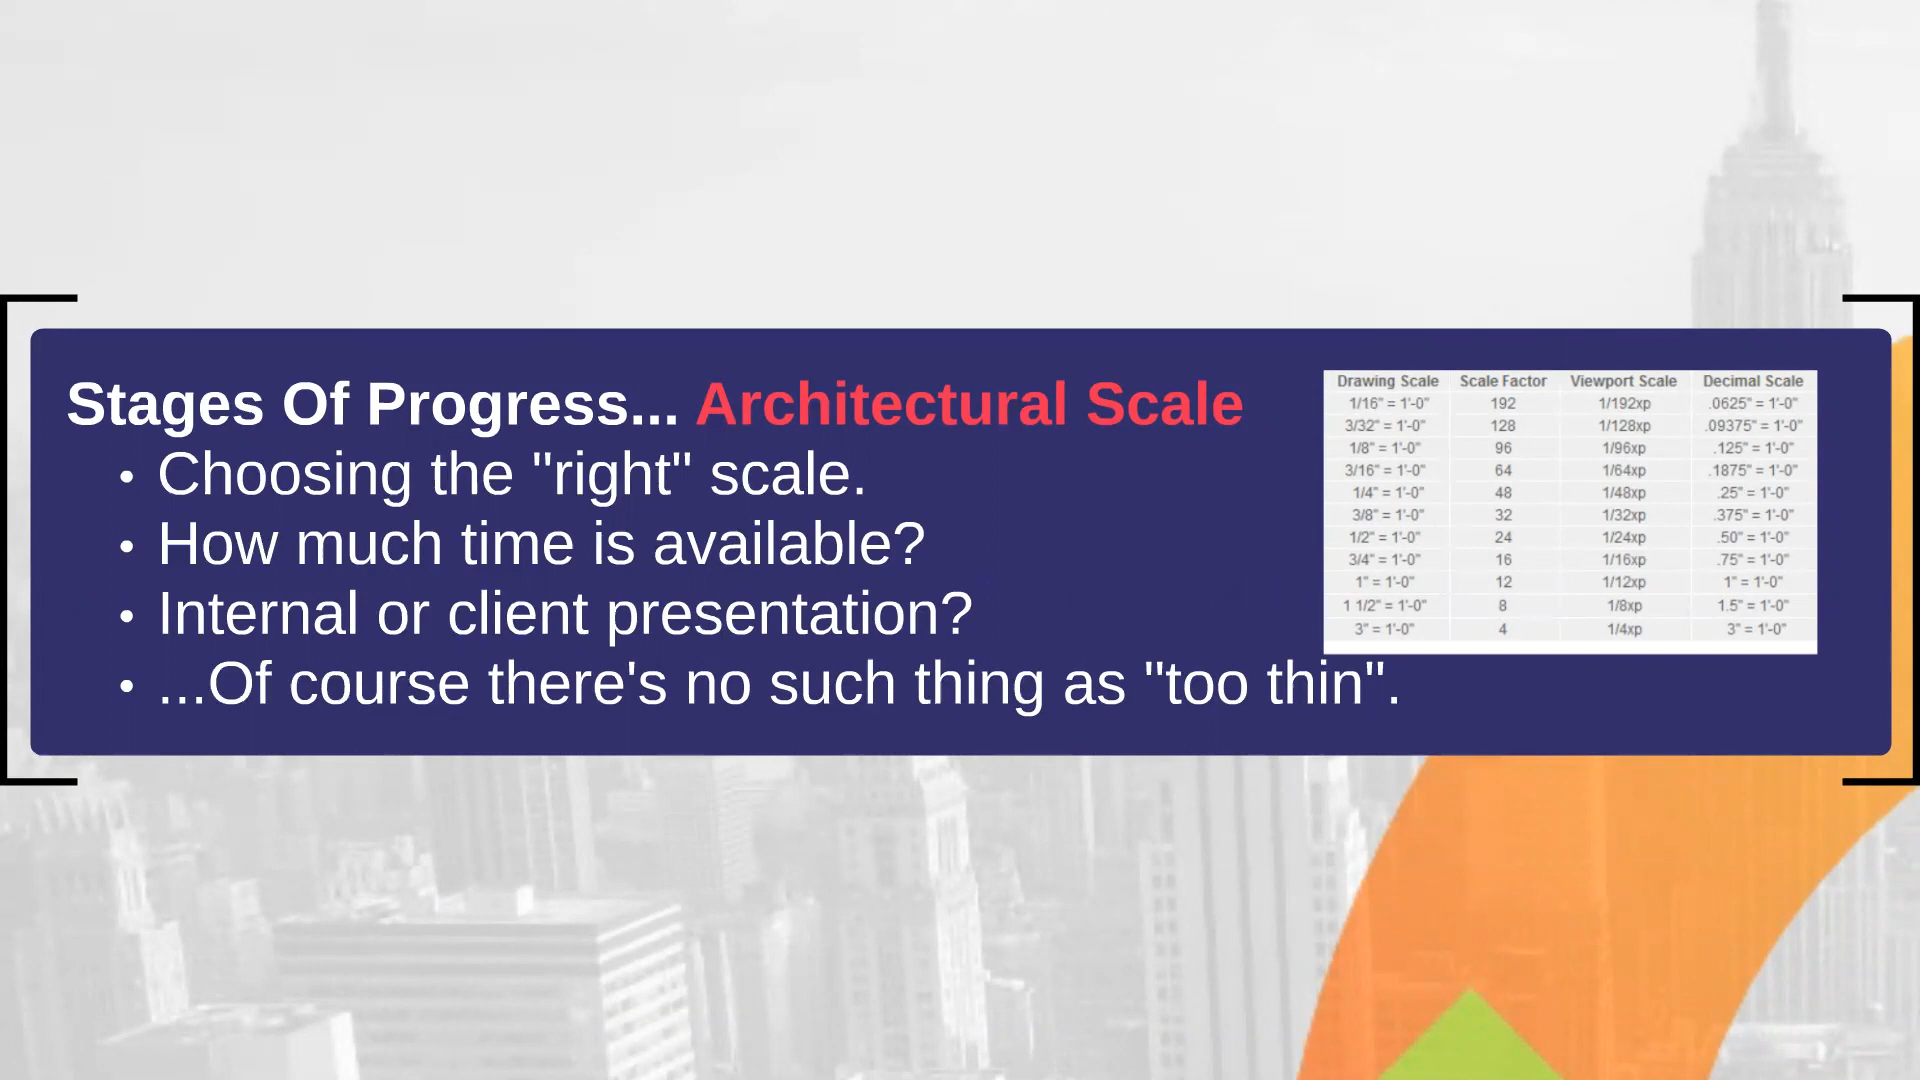 Stages Of Progress... Architectural Scale
• Choosing the "right" scale.
• How much time is available?
• Internal or client presentation?
• ...Of course there's no such thing as "too thin".
Drawing Scale Scale Factor Viewport Scale Decimal Scale
1/16" = 1'-0" 192 1/192xp .0625" = 1'-0"
3/32" = 1'-0" 128 1/128xp .09375" = 1'-0"
1/8" = 1'-0" 96 1/96xp .125" = 1'-0"
3/16" = 1'-0" 64 1/64xp .1875" = 1'-0"
1/4" = 1'-0" 48 1/48xp .25" = 1'-0"
3/8" = 1'-0" 32 1/32xp .375" = 1'-0"
1/2" = 1'-0" 24 1/24xp .50" = 1'-0"
3/4" = 1'-0" 16 1/16xp .75" = 1'-0"
1" = 1'-0" 12 1/12xp 1" = 1'-0"
1 1/2" = 1'-0" 8 1/8xp 1.5" = 1'-0"
3" = 1'-0" 4 1/4xp 3" = 1'-0"